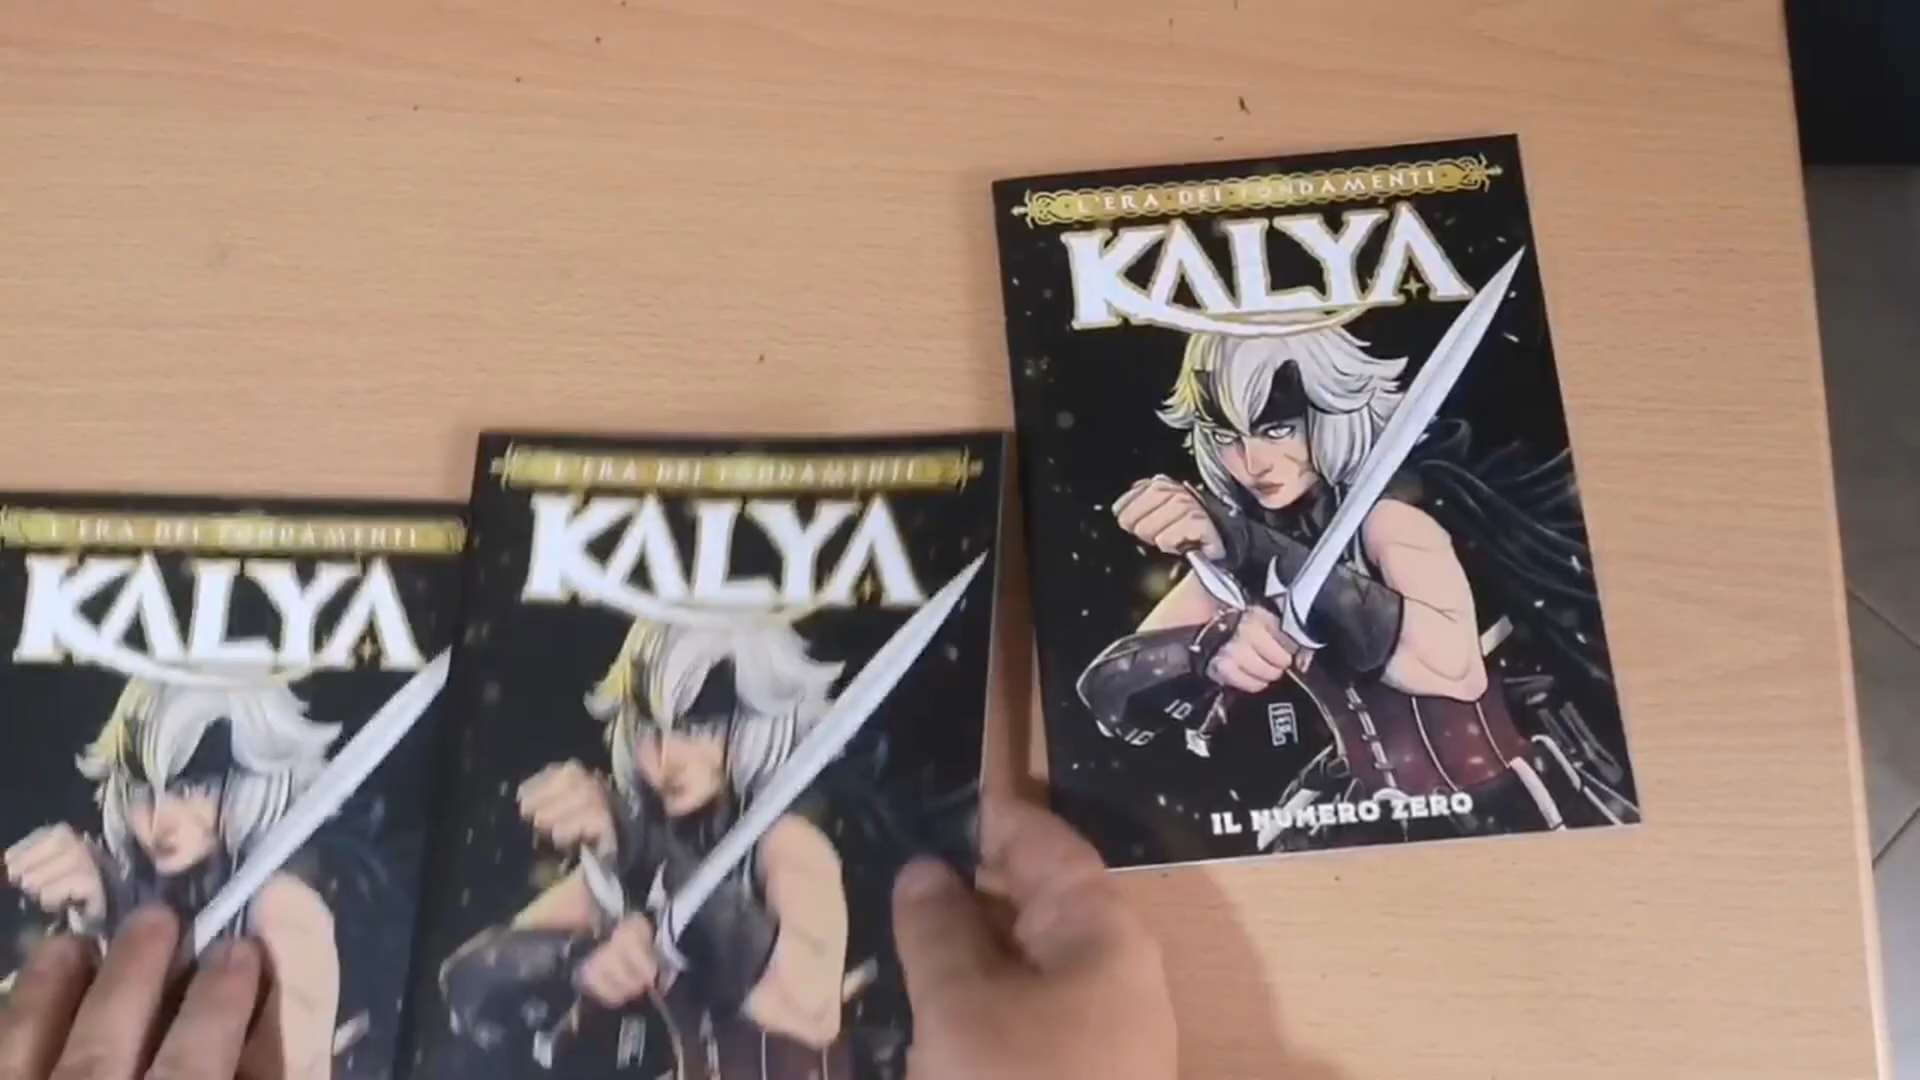 L'ERA DEI FONDAMENTI
KALYA
IL NUMERO ZERO
L'ERA DEI FONDAMENTI
KALYA
L'ERA DEI FONDAMENTI
KALYA